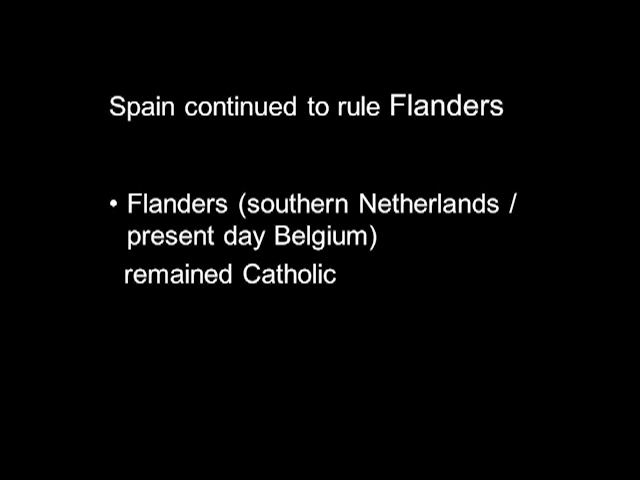 Spain continued to rule Flanders
• Flanders (southern Netherlands /
present day Belgium)
remained Catholic